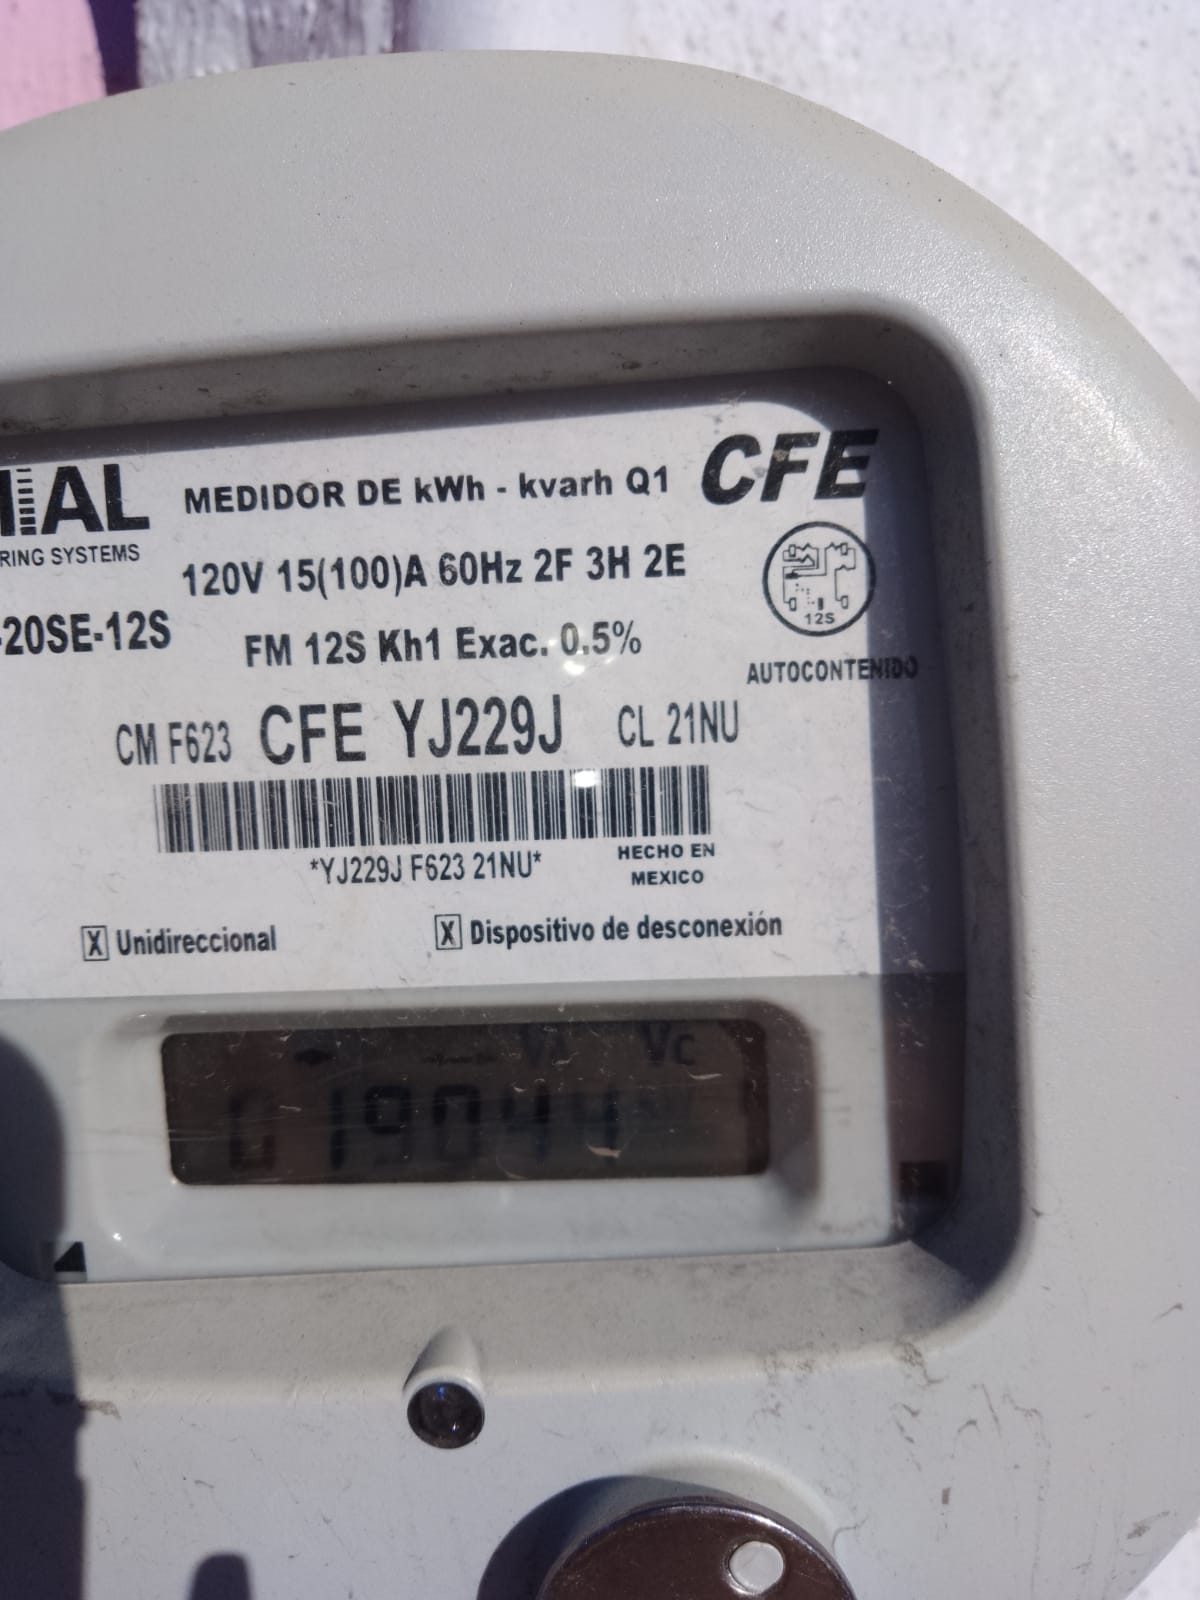 IAL
MEDIDOR DE kWh - kvarh Q1
CFE
RING SYSTEMS
120V 15(100)A 60Hz 2F 3H 2E
12S
-20SE-12S
FM 12S Kh1 Exac. 0.5%
AUTOCONTENIDO
CM F623 CFE YJ229J CL 21NU
*YJ229J F623 21NU*
HECHO EN
MEXICO
X Unidireccional
X Dispositivo de desconexión
Vc
019044